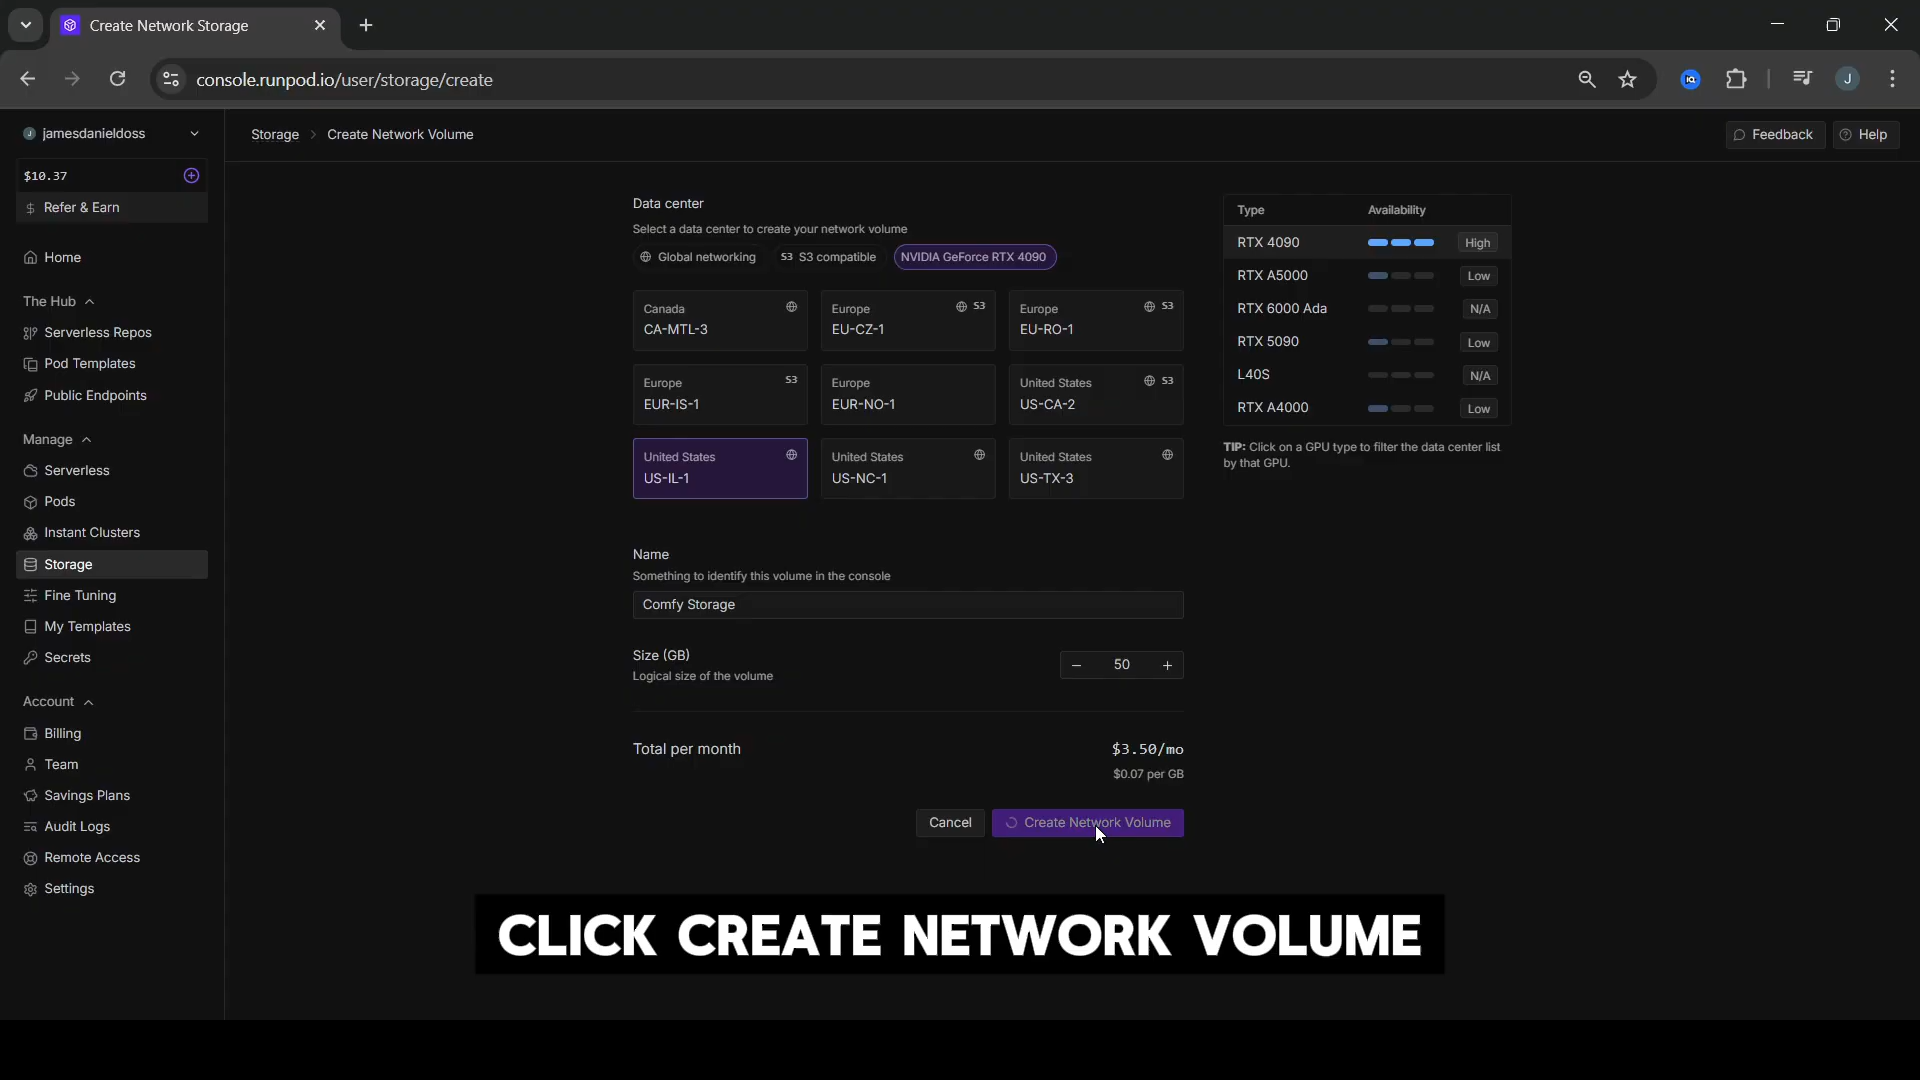 Create Network Storage
console.runpod.io/user/storage/create
J
J jamesdanieldoss
$10.37
$ Refer & Earn
Home
The Hub
Serverless Repos
Pod Templates
Public Endpoints
Manage
Serverless
Pods
Instant Clusters
Storage
Fine Tuning
My Templates
Secrets
Account
Billing
Team
Savings Plans
Audit Logs
Remote Access
Settings
Storage > Create Network Volume
Feedback
Help
Data center
Select a data center to create your network volume
Global networking
S3 S3 compatible
NVIDIA GeForce RTX 4090
Canada
CA-MTL-3
Europe S3
EU-CZ-1
Europe S3
EU-RO-1
Europe S3
EUR-IS-1
Europe
EUR-NO-1
United States S3
US-CA-2
United States
US-IL-1
United States
US-NC-1
United States
US-TX-3
Name
Something to identify this volume in the console
Comfy Storage
Size (GB)
Logical size of the volume
− 50 +
Total per month
$3.50/mo
$0.07 per GB
Cancel
Create Network Volume
Type Availability
RTX 4090 High
RTX A5000 Low
RTX 6000 Ada N/A
RTX 5090 Low
L40S N/A
RTX A4000 Low
TIP: Click on a GPU type to filter the data center list
by that GPU.
CLICK CREATE NETWORK VOLUME